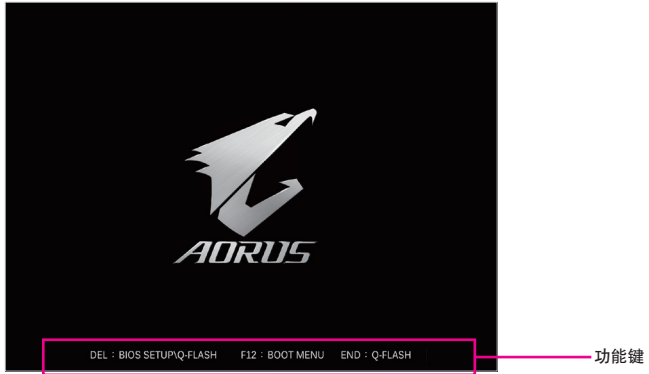 AORUS
DEL : BIOS SETUP\Q-FLASH F12 : BOOT MENU END : Q-FLASH
功能键